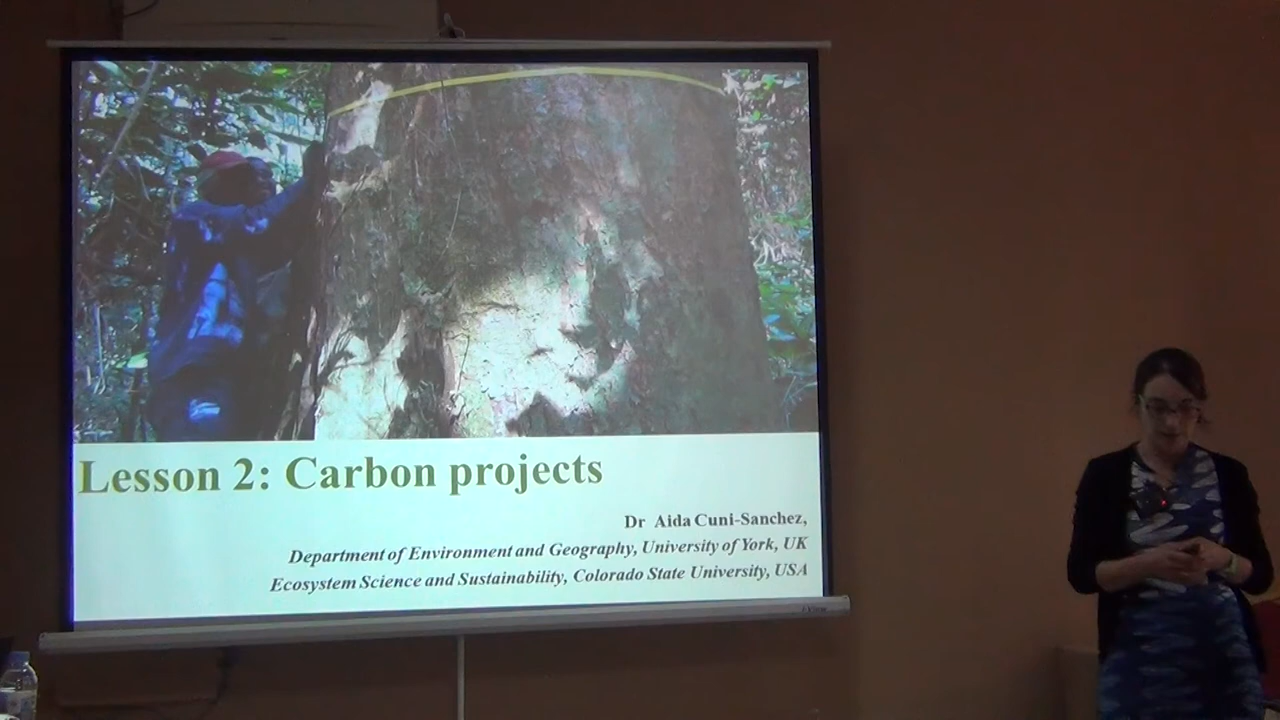 Lesson 2: Carbon projects
Dr Aida Cuni-Sanchez,
Department of Environment and Geography, University of York, UK
Ecosystem Science and Sustainability, Colorado State University, USA